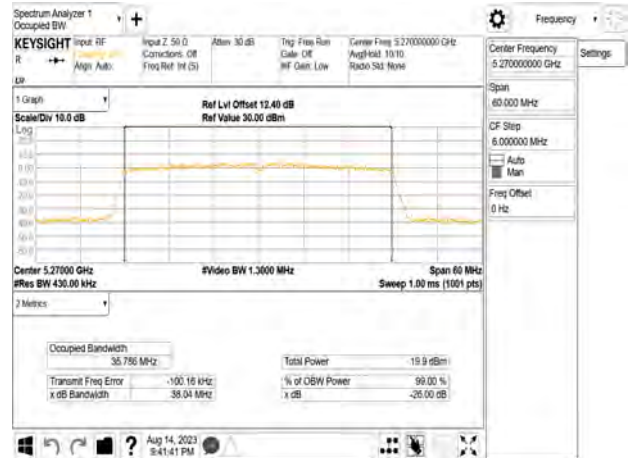 Spectrum Analyzer 1
Occupied BW
Frequency
KEYSIGHT
Input: RF
Input Z: 50 Ω
Atten: 30 dB
Trig: Free Run
Center Freq: 5.270000000 GHz
R
Corrections: Off
Gate: Off
Avg|Hold: 10/10
Align: Auto
Freq Ref: Int (S)
#IF Gain: Low
Radio Std: None
Center Frequency
5.270000000 GHz
Settings
Span
60.000 MHz
CF Step
6.000000 MHz
Auto
Man
Freq Offset
0 Hz
1 Graph
Ref Lvl Offset 12.40 dB
Scale/Div 10.0 dB
Ref Value 30.00 dBm
Log
Center 5.27000 GHz
#Video BW 1.3000 MHz
Span 60 MHz
#Res BW 430.00 kHz
Sweep 1.00 ms (1001 pts)
2 Metrics
Occupied Bandwidth
35.786 MHz
Total Power
19.9 dBm
Transmit Freq Error
-100.16 kHz
% of OBW Power
99.00 %
x dB Bandwidth
38.04 MHz
x dB
-26.00 dB
Aug 14, 2023
9:41:41 PM